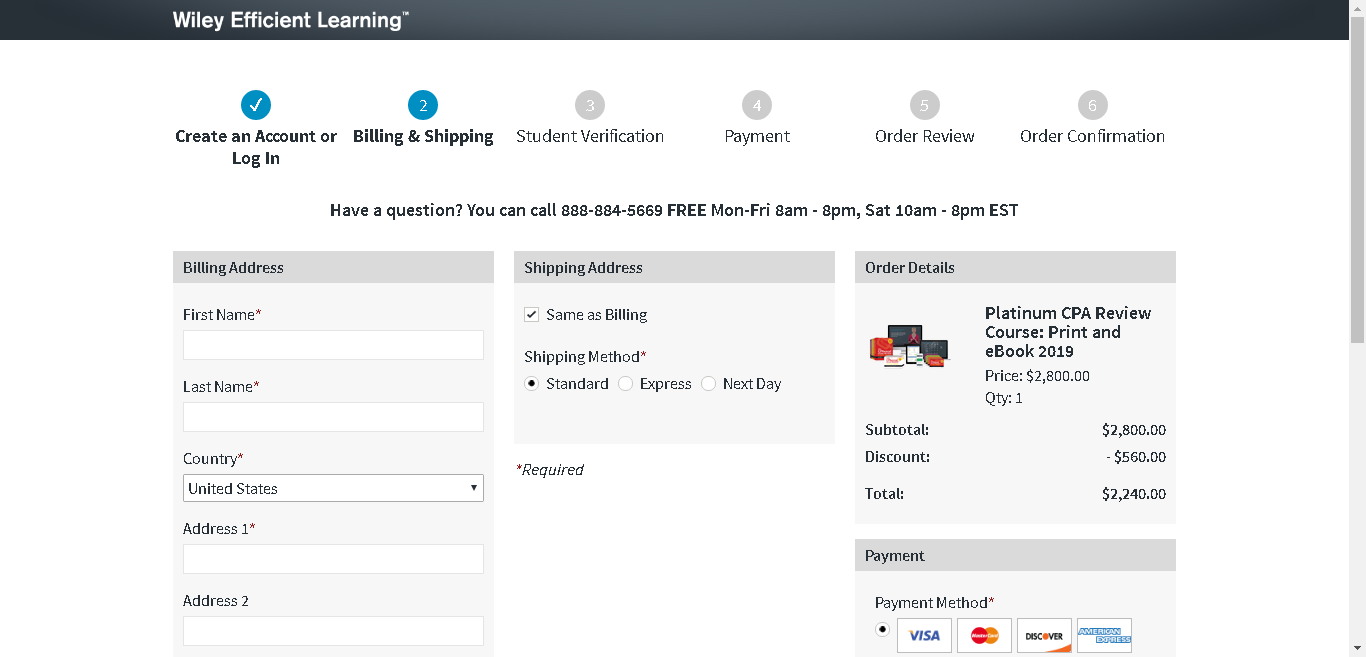 Wiley Efficient Learning™
2
3
4
5
6
Create an Account or
Log In
Billing & Shipping
Student Verification
Payment
Order Review
Order Confirmation
Have a question? You can call 888-884-5669 FREE Mon-Fri 8am - 8pm, Sat 10am - 8pm EST
Billing Address
First Name*
Last Name*
Country*
United States
Address 1*
Address 2
Shipping Address
Same as Billing
Shipping Method*
Standard Express Next Day
*Required
Order Details
Platinum CPA Review
Course: Print and
eBook 2019
Price: $2,800.00
Qty: 1
Subtotal: $2,800.00
Discount: - $560.00
Total: $2,240.00
Payment
Payment Method*
VISA MasterCard DISCOVER AMERICAN EXPRESS